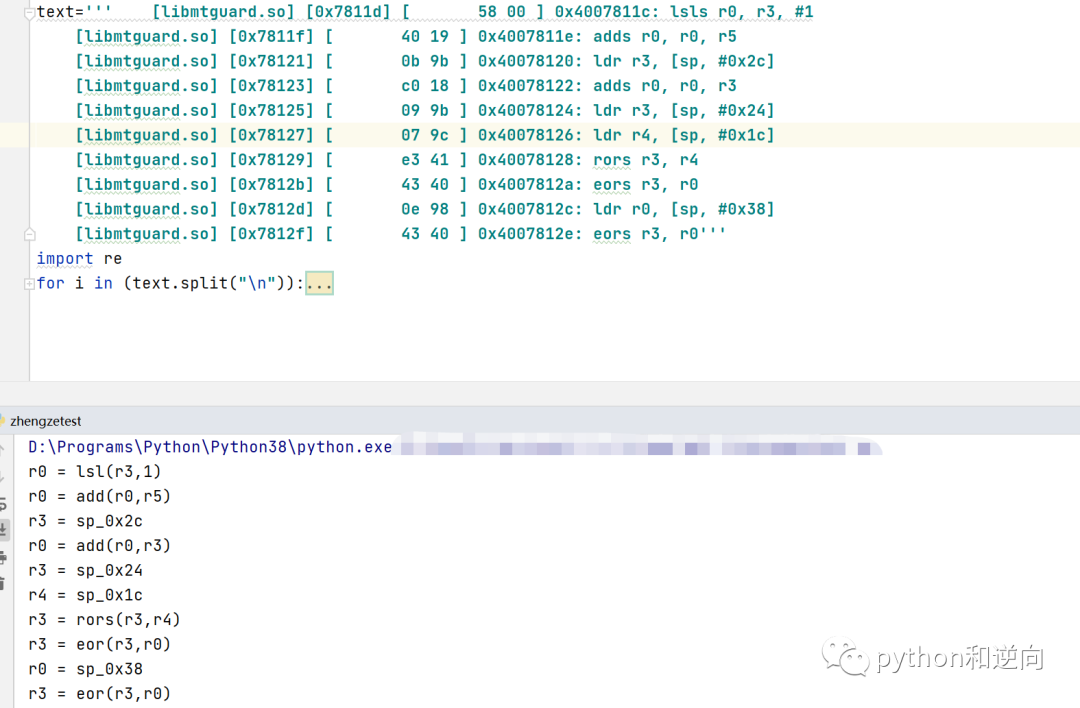 text='''    [libmtguard.so] [0x7811d] [       58 00 ] 0x4007811c: lsls r0, r3, #1
[libmtguard.so] [0x7811f] [       40 19 ] 0x4007811e: adds r0, r0, r5
[libmtguard.so] [0x78121] [       0b 9b ] 0x40078120: ldr r3, [sp, #0x2c]
[libmtguard.so] [0x78123] [       c0 18 ] 0x40078122: adds r0, r0, r3
[libmtguard.so] [0x78125] [       09 9b ] 0x40078124: ldr r3, [sp, #0x24]
[libmtguard.so] [0x78127] [       07 9c ] 0x40078126: ldr r4, [sp, #0x1c]
[libmtguard.so] [0x78129] [       e3 41 ] 0x40078128: rors r3, r4
[libmtguard.so] [0x7812b] [       43 40 ] 0x4007812a: eors r3, r0
[libmtguard.so] [0x7812d] [       0e 98 ] 0x4007812c: ldr r0, [sp, #0x38]
[libmtguard.so] [0x7812f] [       43 40 ] 0x4007812e: eors r3, r0'''
import re
for i in (text.split("\n")):...
zhengzetest
D:\Programs\Python\Python38\python.exe
r0 = lsl(r3,1)
r0 = add(r0,r5)
r3 = sp_0x2c
r0 = add(r0,r3)
r3 = sp_0x24
r4 = sp_0x1c
r3 = rors(r3,r4)
r3 = eor(r3,r0)
r0 = sp_0x38
r3 = eor(r3,r0)
python和逆向